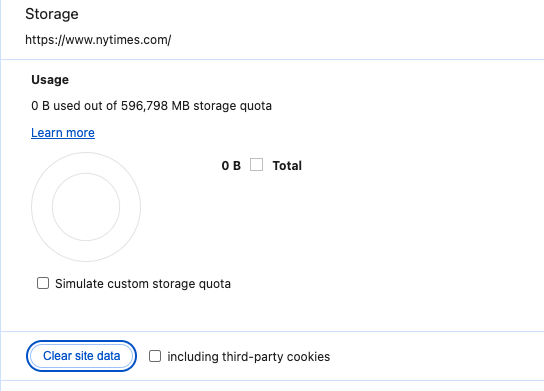 Storage
https://www.nytimes.com/
Usage
0 B used out of 596,798 MB storage quota
Learn more
0 B Total
Simulate custom storage quota
Clear site data including third-party cookies